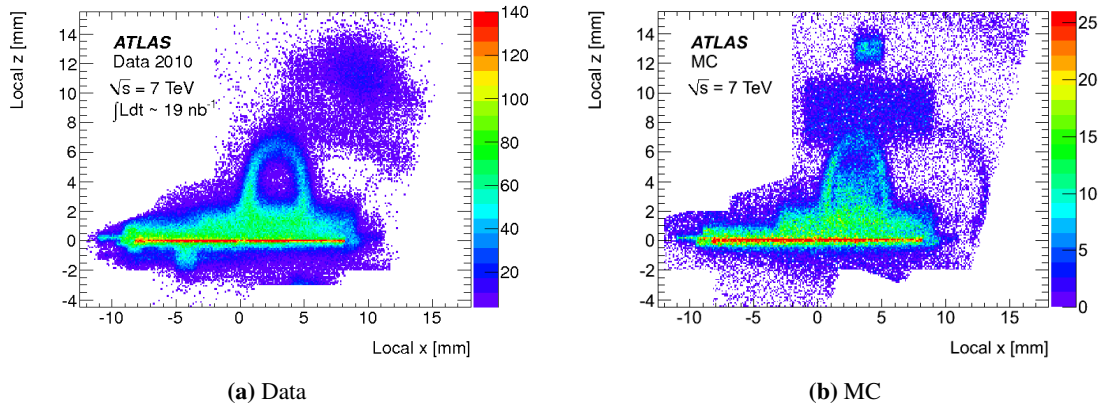 Local z [mm]
14
12
10
8
6
4
2
0
-2
-4
ATLAS
Data 2010
√s = 7 TeV
∫Ldt ~ 19 nb⁻¹
-10 -5 0 5 10 15
Local x [mm]
140
120
100
80
60
40
20
(a) Data
Local z [mm]
14
12
10
8
6
4
2
0
-2
-4
ATLAS
MC
√s = 7 TeV
-10 -5 0 5 10 15
Local x [mm]
25
20
15
10
5
0
(b) MC